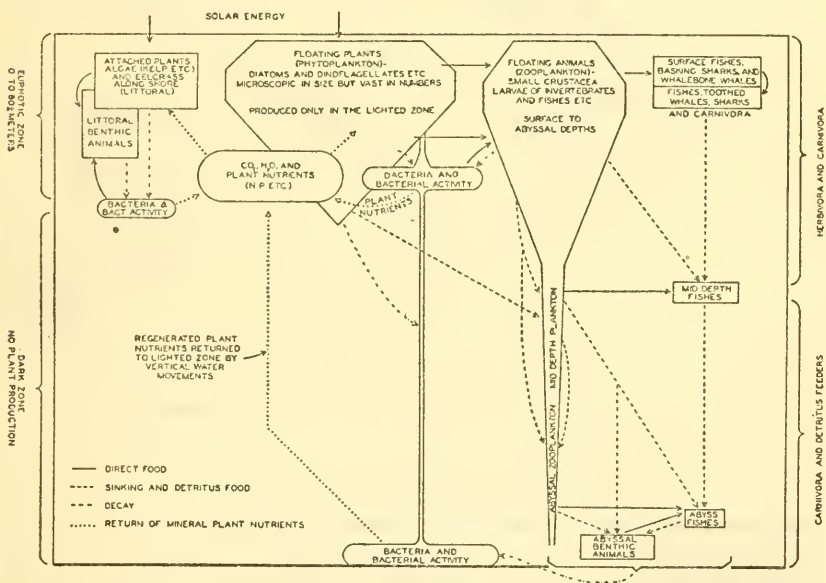 SOLAR ENERGY
ATTACHED PLANTS
ALGAE (KELP ETC)
AND EELGRASS
ALONG SHORE
(LITTORAL)
LITTORAL
BENTHIC
ANIMALS
BACTERIA &
BACT ACTIVITY
FLOATING PLANTS
(PHYTOPLANKTON)-
DIATOMS AND DINOFLAGELLATES ETC
MICROSCOPIC IN SIZE BUT VAST IN NUMBERS
PRODUCED ONLY IN THE LIGHTED ZONE
CO₂, H₂O, AND
PLANT NUTRIENTS
(N P ETC)
BACTERIA AND
BACTERIAL ACTIVITY
PLANT
NUTRIENTS
FLOATING ANIMALS
(ZOOPLANKTON)-
SMALL CRUSTACEA
LARVAE OF INVERTEBRATES
AND FISHES ETC
SURFACE TO
ABYSSAL DEPTHS
SURFACE FISHES,
BASKING SHARKS, AND
WHALEBONE WHALES
FISHES, TOOTHED
WHALES, SHARKS
AND CARNIVORA
MID DEPTH
FISHES
EUPHOTIC ZONE
0 TO 80± METERS
DARK ZONE
NO PLANT PRODUCTION
HERBIVORA AND CARNIVORA
CARNIVORA AND DETRITUS FEEDERS
REGENERATED PLANT
NUTRIENTS RETURNED
TO LIGHTED ZONE BY
VERTICAL WATER
MOVEMENTS
MID DEPTH PLANKTON
ABYSSAL ZOOPLANKTON
DIRECT FOOD
SINKING AND DETRITUS FOOD
DECAY
RETURN OF MINERAL PLANT NUTRIENTS
BACTERIA AND
BACTERIAL ACTIVITY
ABYSS
FISHES
ABYSSAL
BENTHIC
ANIMALS